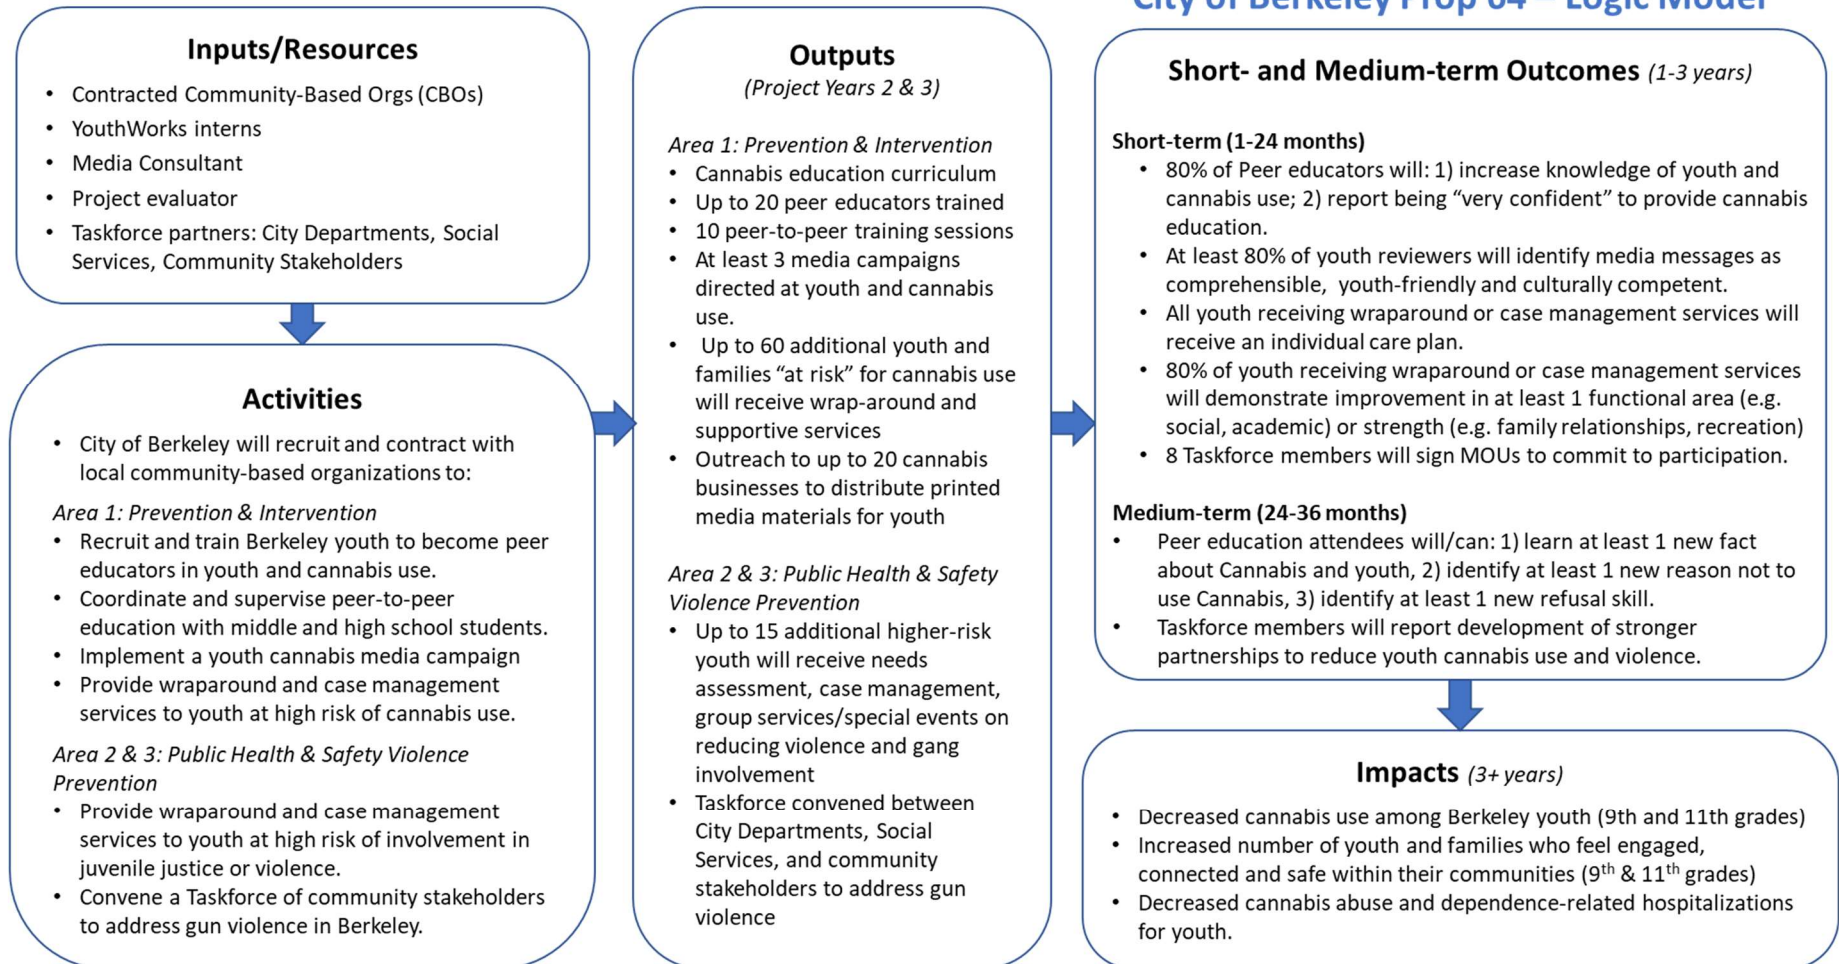 City of Berkeley Prop 64 – Logic Model
Inputs/Resources
• Contracted Community-Based Orgs (CBOs)
• YouthWorks interns
• Media Consultant
• Project evaluator
• Taskforce partners: City Departments, Social
Services, Community Stakeholders
Activities
• City of Berkeley will recruit and contract with
local community-based organizations to:
Area 1: Prevention & Intervention
• Recruit and train Berkeley youth to become peer
educators in youth and cannabis use.
• Coordinate and supervise peer-to-peer
education with middle and high school students.
• Implement a youth cannabis media campaign
• Provide wraparound and case management
services to youth at high risk of cannabis use.
Area 2 & 3: Public Health & Safety Violence
Prevention
• Provide wraparound and case management
services to youth at high risk of involvement in
juvenile justice or violence.
• Convene a Taskforce of community stakeholders
to address gun violence in Berkeley.
Outputs
(Project Years 2 & 3)
Area 1: Prevention & Intervention
• Cannabis education curriculum
• Up to 20 peer educators trained
• 10 peer-to-peer training sessions
• At least 3 media campaigns
directed at youth and cannabis
use.
• Up to 60 additional youth and
families “at risk” for cannabis use
will receive wrap-around and
supportive services
• Outreach to up to 20 cannabis
businesses to distribute printed
media materials for youth
Area 2 & 3: Public Health & Safety
Violence Prevention
• Up to 15 additional higher-risk
youth will receive needs
assessment, case management,
group services/special events on
reducing violence and gang
involvement
• Taskforce convened between
City Departments, Social
Services, and community
stakeholders to address gun
violence
Short- and Medium-term Outcomes (1-3 years)
Short-term (1-24 months)
• 80% of Peer educators will: 1) increase knowledge of youth and
cannabis use; 2) report being “very confident” to provide cannabis
education.
• At least 80% of youth reviewers will identify media messages as
comprehensible, youth-friendly and culturally competent.
• All youth receiving wraparound or case management services will
receive an individual care plan.
• 80% of youth receiving wraparound or case management services
will demonstrate improvement in at least 1 functional area (e.g.
social, academic) or strength (e.g. family relationships, recreation)
• 8 Taskforce members will sign MOUs to commit to participation.
Medium-term (24-36 months)
• Peer education attendees will/can: 1) learn at least 1 new fact
about Cannabis and youth, 2) identify at least 1 new reason not to
use Cannabis, 3) identify at least 1 new refusal skill.
• Taskforce members will report development of stronger
partnerships to reduce youth cannabis use and violence.
Impacts (3+ years)
• Decreased cannabis use among Berkeley youth (9th and 11th grades)
• Increased number of youth and families who feel engaged,
connected and safe within their communities (9th & 11th grades)
• Decreased cannabis abuse and dependence-related hospitalizations
for youth.